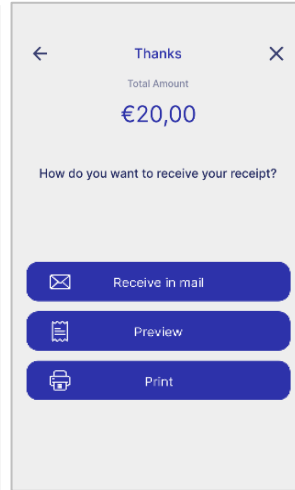 Thanks
Total Amount
€20,00
How do you want to receive your receipt?
Receive in mail
Preview
Print